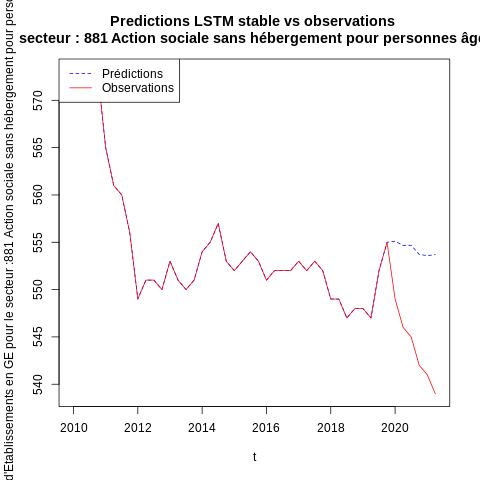 Predictions LSTM stable vs observations
secteur : 881 Action sociale sans hébergement pour personnes âg
Prédictions
Observations
d'Etablissements en GE pour le secteur :881 Action sociale sans hébergement pour pers
570
565
560
555
550
545
540
2010
2012
2014
2016
2018
2020
t